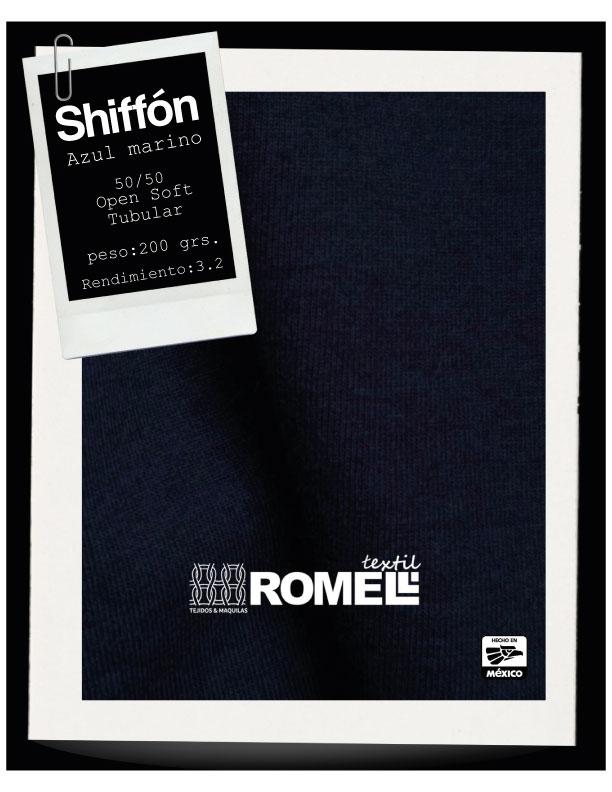 Shiffón
Azul marino
50/50
Open Soft
Tubular
peso:200 grs.
Rendimiento:3.2
textil
ROMELLI
TEJIDOS & MAQUILAS
HECHO EN
MÉXICO